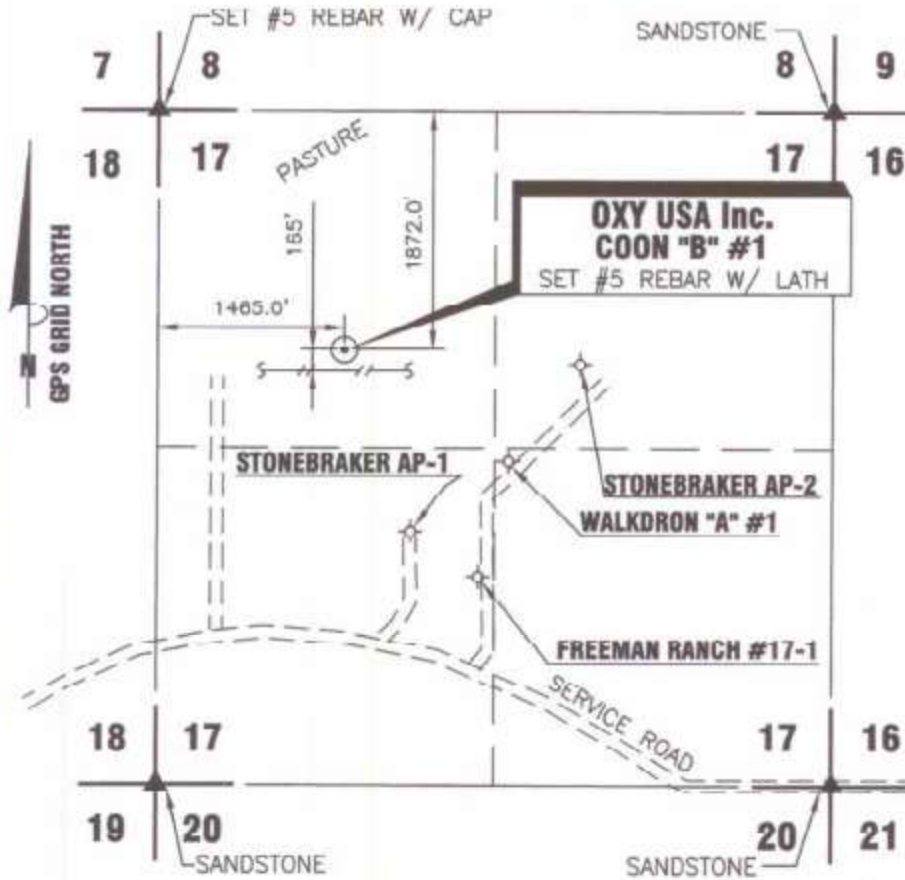 SET #5 REBAR W/ CAP
SANDSTONE
7 8
8 9
18 17
17 16
PASTURE
165'
1872.0'
OXY USA Inc.
COON "B" #1
SET #5 REBAR W/ LATH
1465.0'
N
GPS GRID NORTH
STONEBRAKER AP-1
STONEBRAKER AP-2
WALKDRON "A" #1
FREEMAN RANCH #17-1
SERVICE ROAD
18 17
17 16
19 20
20 21
SANDSTONE
SANDSTONE